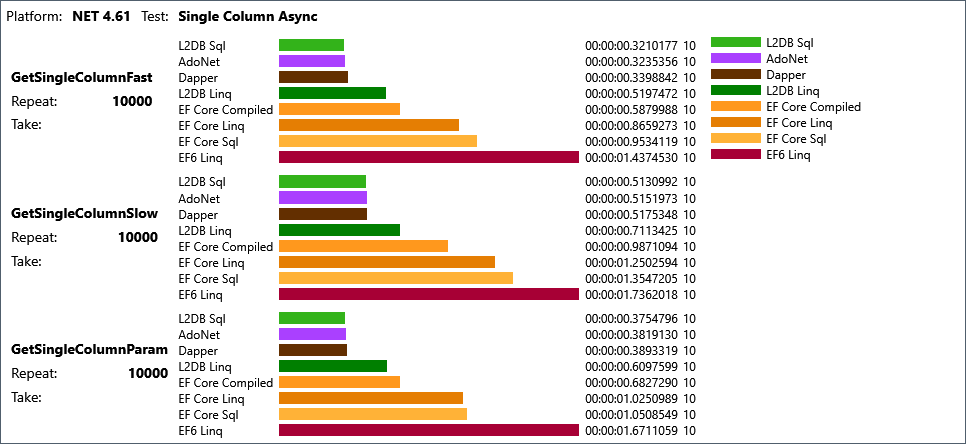 Platform: NET 4.61 Test: Single Column Async
GetSingleColumnFast
Repeat: 10000
Take:
L2DB Sql 00:00:00.3210177 10
AdoNet 00:00:00.3235356 10
Dapper 00:00:00.3398842 10
L2DB Linq 00:00:00.5197472 10
EF Core Compiled 00:00:00.5879988 10
EF Core Linq 00:00:00.8659273 10
EF Core Sql 00:00:00.9534119 10
EF6 Linq 00:00:01.4374530 10
GetSingleColumnSlow
Repeat: 10000
Take:
L2DB Sql 00:00:00.5130992 10
AdoNet 00:00:00.5151973 10
Dapper 00:00:00.5175348 10
L2DB Linq 00:00:00.7113425 10
EF Core Compiled 00:00:00.9871094 10
EF Core Linq 00:00:01.2502594 10
EF Core Sql 00:00:01.3547205 10
EF6 Linq 00:00:01.7362018 10
GetSingleColumnParam
Repeat: 10000
Take:
L2DB Sql 00:00:00.3754796 10
AdoNet 00:00:00.3819130 10
Dapper 00:00:00.3893319 10
L2DB Linq 00:00:00.6097599 10
EF Core Compiled 00:00:00.6827290 10
EF Core Linq 00:00:01.0250989 10
EF Core Sql 00:00:01.0508549 10
EF6 Linq 00:00:01.6711059 10
L2DB Sql
AdoNet
Dapper
L2DB Linq
EF Core Compiled
EF Core Linq
EF Core Sql
EF6 Linq